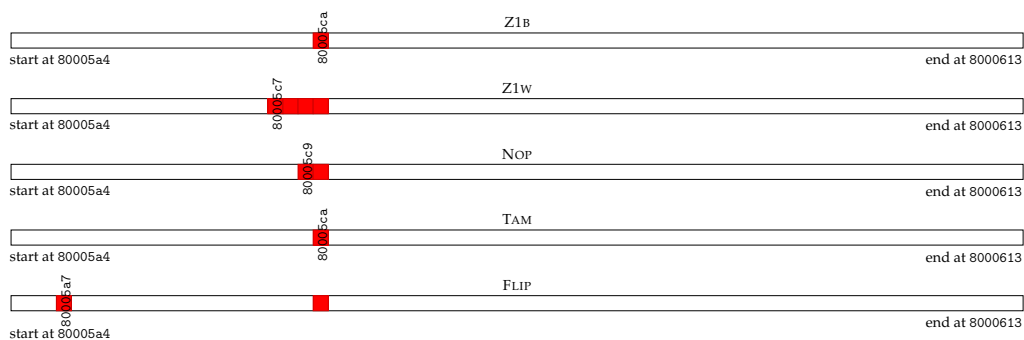 Z1B
80005ca
start at 80005a4 end at 8000613
Z1W
80005c7
start at 80005a4 end at 8000613
NOP
80005c9
start at 80005a4 end at 8000613
TAM
80005ca
start at 80005a4 end at 8000613
FLIP
80005a7
start at 80005a4 end at 8000613